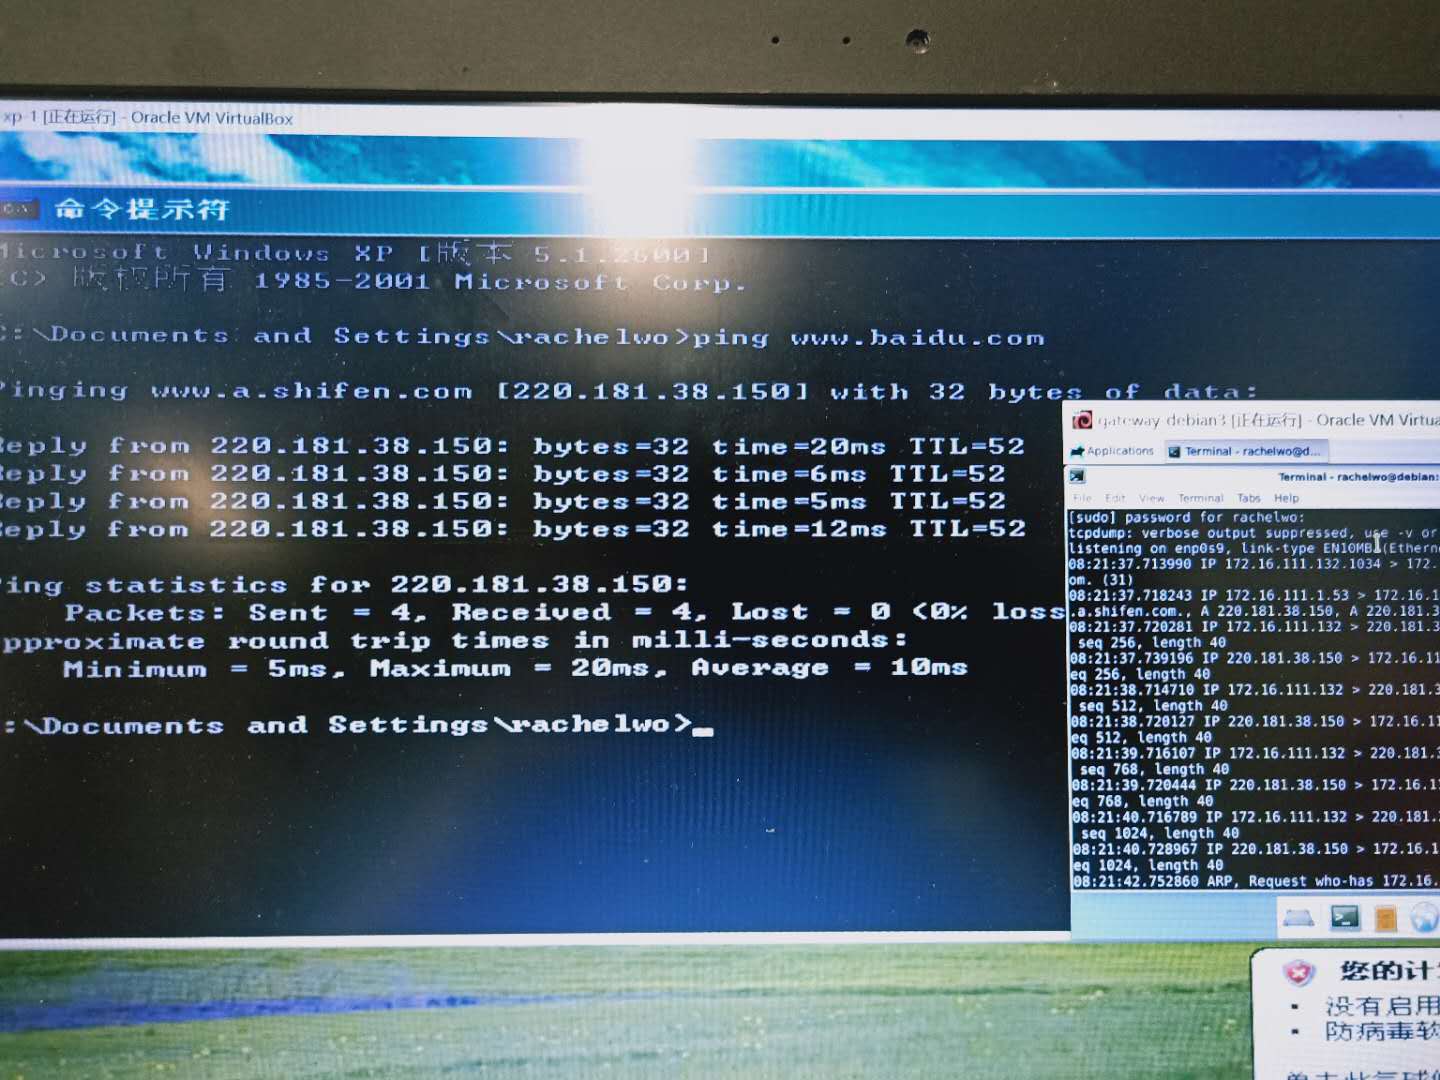 xp-1 [正在运行] - Oracle VM VirtualBox
命令提示符
Microsoft Windows XP [版本 5.1.2600]
(C) 版权所有 1985-2001 Microsoft Corp.
C:\Documents and Settings\rachelwo>ping www.baidu.com
Pinging www.a.shifen.com [220.181.38.150] with 32 bytes of data:
Reply from 220.181.38.150: bytes=32 time=20ms TTL=52
Reply from 220.181.38.150: bytes=32 time=6ms TTL=52
Reply from 220.181.38.150: bytes=32 time=5ms TTL=52
Reply from 220.181.38.150: bytes=32 time=12ms TTL=52
Ping statistics for 220.181.38.150:
Packets: Sent = 4, Received = 4, Lost = 0 (0% loss
Approximate round trip times in milli-seconds:
Minimum = 5ms, Maximum = 20ms, Average = 10ms
:\Documents and Settings\rachelwo>_
gateway-debian3 [正在运行] - Oracle VM Virtua
Applications Terminal - rachelwo@d...
Terminal - rachelwo@debian:
File Edit View Terminal Tabs Help
[sudo] password for rachelwo:
tcpdump: verbose output suppressed, use -v or
listening on enp0s9, link-type EN10MB (Ethern
08:21:37.713990 IP 172.16.111.132.1034 > 172.
om. (31)
08:21:37.718243 IP 172.16.111.1.53 > 172.16.1
.a.shifen.com., A 220.181.38.150, A 220.181.3
08:21:37.720281 IP 172.16.111.132 > 220.181.3
seq 256, length 40
08:21:37.739196 IP 220.181.38.150 > 172.16.11
eq 256, length 40
08:21:38.714710 IP 172.16.111.132 > 220.181.3
seq 512, length 40
08:21:38.720127 IP 220.181.38.150 > 172.16.11
eq 512, length 40
08:21:39.716107 IP 172.16.111.132 > 220.181.3
seq 768, length 40
08:21:39.720444 IP 220.181.38.150 > 172.16.11
eq 768, length 40
08:21:40.716789 IP 172.16.111.132 > 220.181.
seq 1024, length 40
08:21:40.728967 IP 220.181.38.150 > 172.16.1
eq 1024, length 40
08:21:42.752860 ARP, Request who-has 172.16.
您的计
没有启用
防病毒软